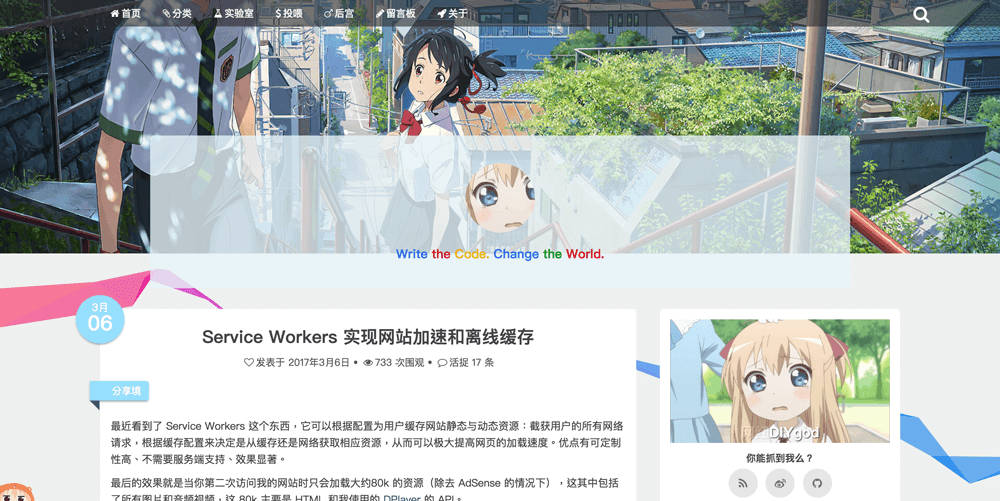 首页 分类 实验室 投喂 后宫 留言板 关于
Write the Code. Change the World.
3月
06
Service Workers 实现网站加速和离线缓存
发表于 2017年3月6日 • 733 次围观 • 活捉 17 条
分享境
最近看到了 Service Workers 这个东西，它可以根据配置为用户缓存网站静态与动态资源：截获用户的所有网络
请求，根据缓存配置来决定是从缓存还是网络获取相应资源，从而可以极大提高网页的加载速度。优点有可定制
性高、不需要服务端支持、效果显著。
最后的效果就是当你第二次访问我的网站时只会加载大约80k 的资源（除去 AdSense 的情况下），这其中包括
了所有图片和音频视频，这 80k 主要是 HTML 和我使用的 DPlayer 的 API。
DIYgod
你能抓到我么？